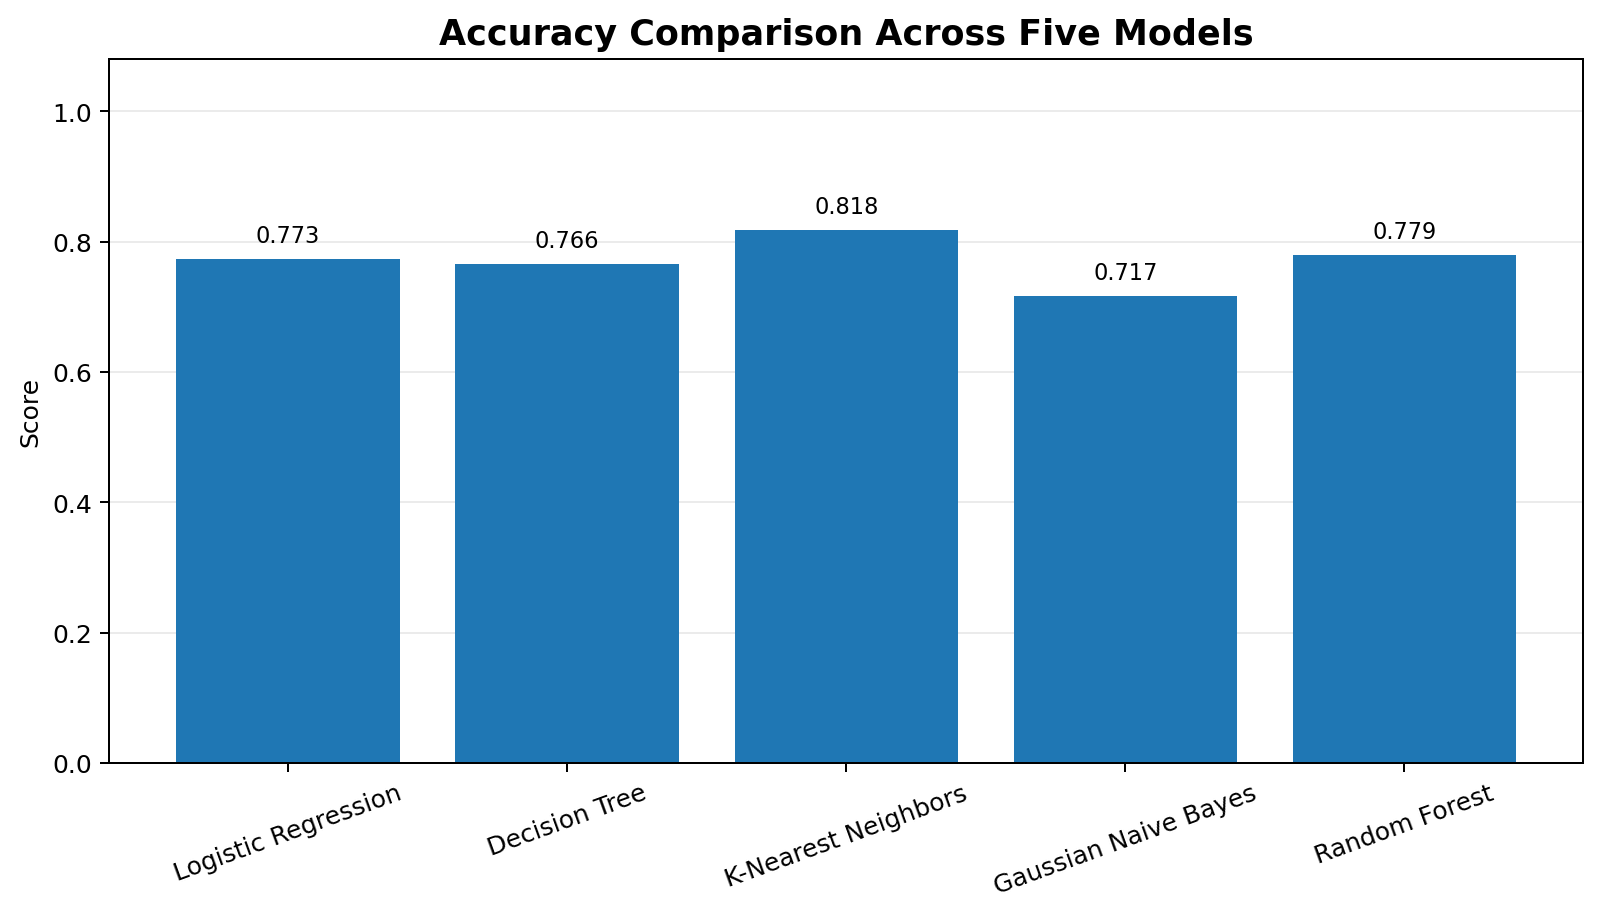 Accuracy Comparison Across Five Models
Score
1.0
0.8
0.6
0.4
0.2
0.0
0.773
0.766
0.818
0.717
0.779
Logistic Regression
Decision Tree
K-Nearest Neighbors
Gaussian Naive Bayes
Random Forest